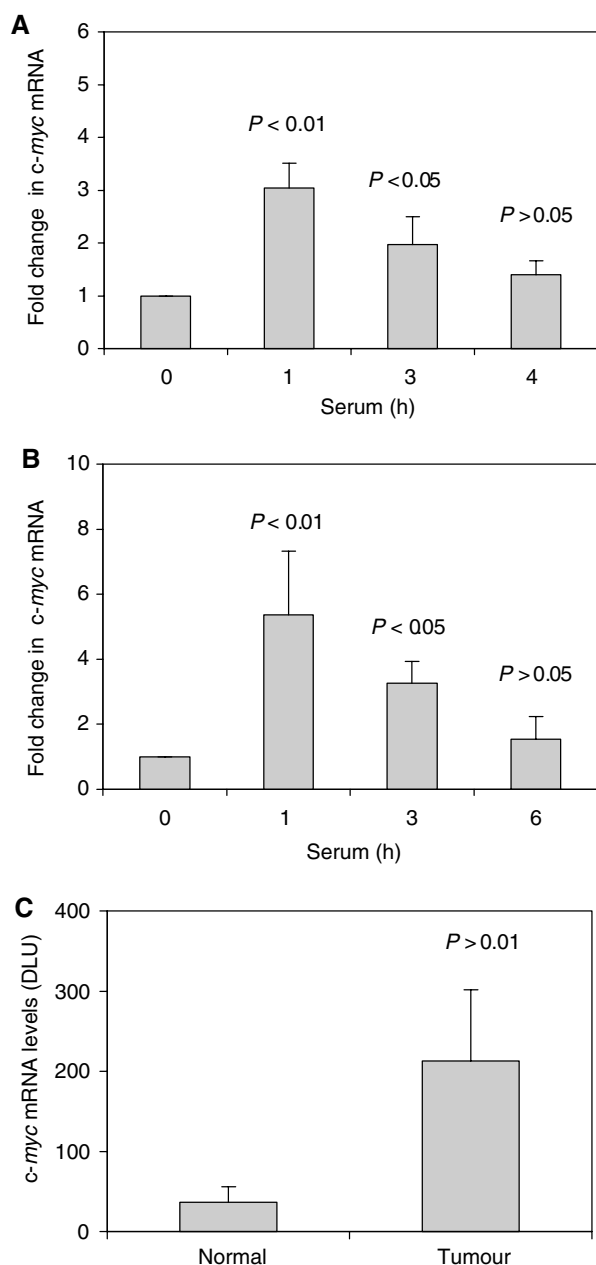 A
Fold change in c-myc mRNA
6
5
4
3
2
1
0
P < 0.01
P <0.05
P >0.05
0 1 3 4
Serum (h)
B
Fold change in c-myc mRNA
10
8
6
4
2
0
P < 0.01
P < 0.05
P > 0.05
0 1 3 6
Serum (h)
C
c-myc mRNA levels (DLU)
400
300
200
100
0
P > 0.01
Normal Tumour